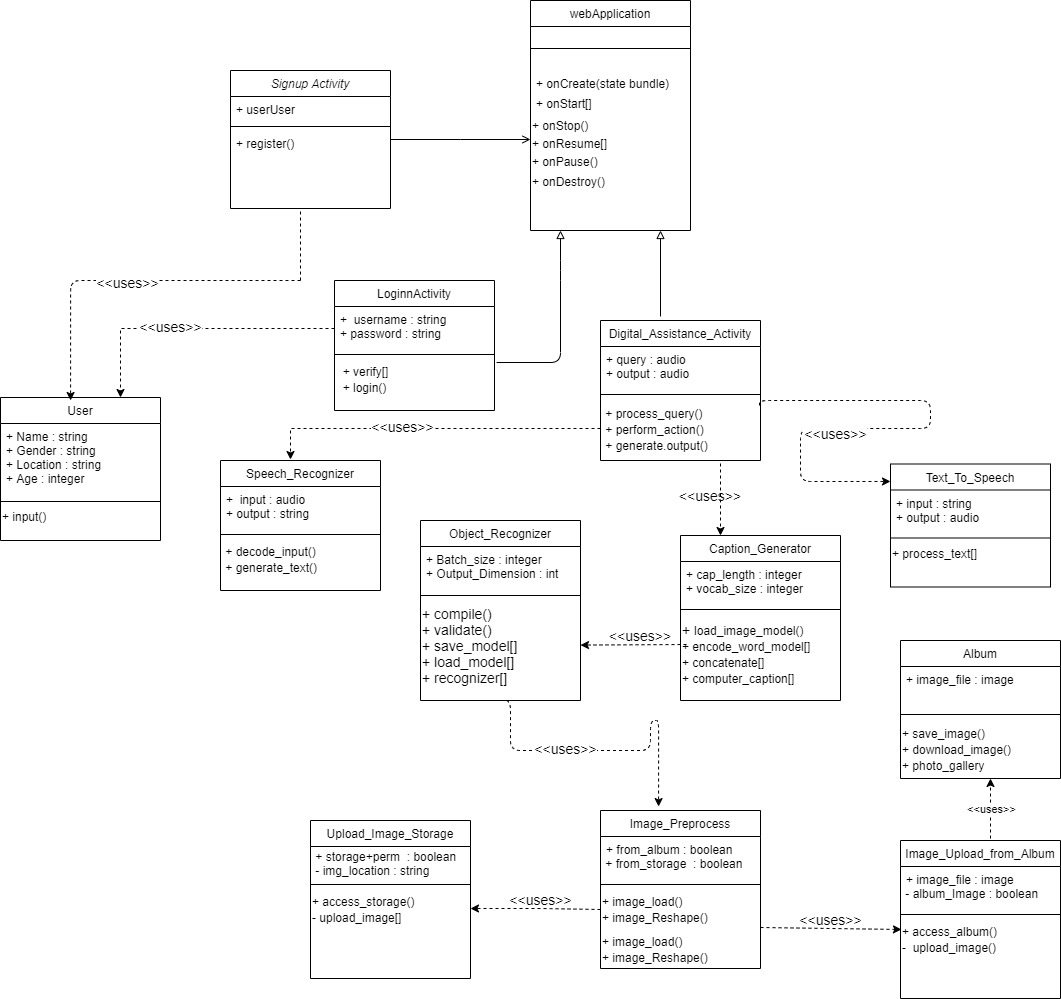 webApplication
+ onCreate(state bundle)
+ onStart[]
+ onStop()
+ onResume[]
+ onPause()
+ onDestroy()
Signup Activity
+ userUser
+ register()
<<uses>>
LoginnActivity
+ username : string
+ password : string
+ verify[]
+ login()
<<uses>>
Digital_Assistance_Activity
+ query : audio
+ output : audio
+ process_query()
+ perform_action()
+ generate.output()
User
+ Name : string
+ Gender : string
+ Location : string
+ Age : integer
+ input()
<<uses>>
Speech_Recognizer
+ input : audio
+ output : string
+ decode_input()
+ generate_text()
<<uses>>
Text_To_Speech
+ input : string
+ output : audio
+ process_text[]
<<uses>>
Object_Recognizer
+ Batch_size : integer
+ Output_Dimension : int
+ compile()
+ validate()
+ save_model[]
+ load_model[]
+ recognizer[]
<<uses>>
Caption_Generator
+ cap_length : integer
+ vocab_size : integer
+ load_image_model()
+ encode_word_model[]
+ concatenate[]
+ computer_caption[]
Album
+ image_file : image
+ save_image()
+ download_image()
+ photo_gallery
<<uses>>
<<uses>>
Upload_Image_Storage
+ storage+perm : boolean
- img_location : string
+ access_storage()
- upload_image[]
<<uses>>
Image_Preprocess
+ from_album : boolean
+ from_storage : boolean
+ image_load()
+ image_Reshape()
+ image_load()
+ image_Reshape()
<<uses>>
Image_Upload_from_Album
+ image_file : image
- album_Image : boolean
+ access_album()
- upload_image()